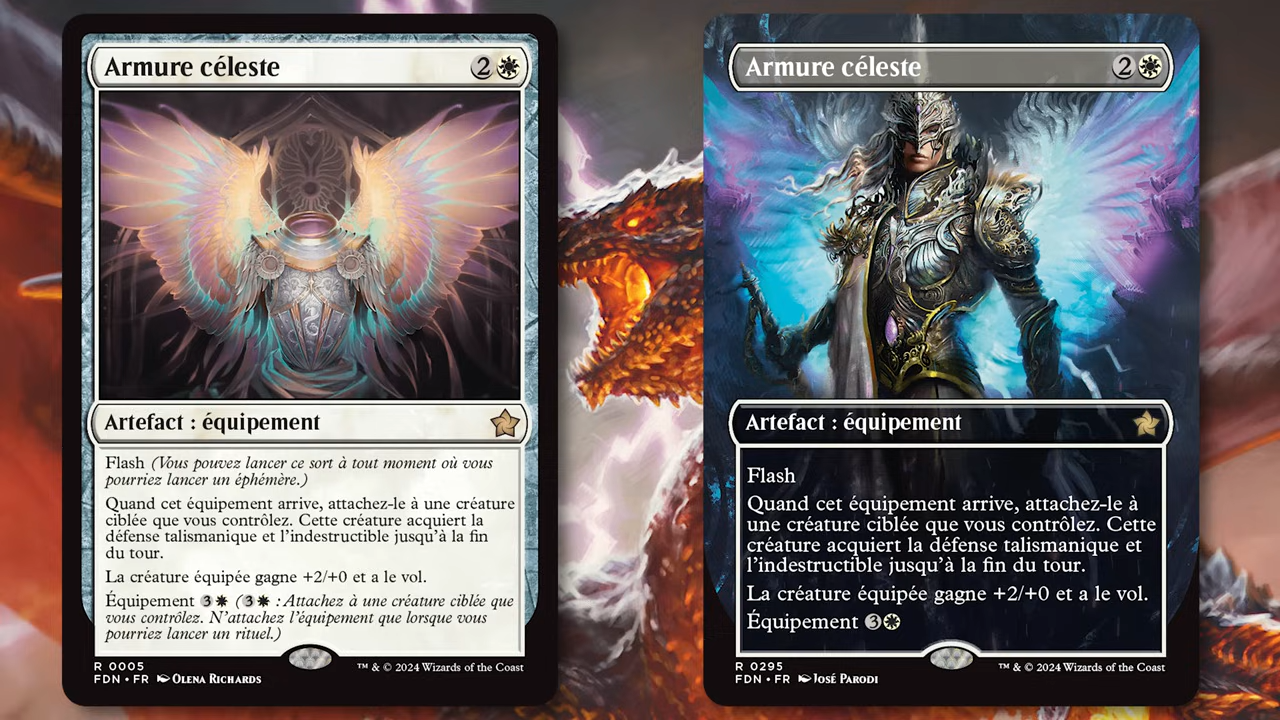 Armure céleste 2
Artefact : équipement
Flash (Vous pouvez lancer ce sort à tout moment où vous
pourriez lancer un éphémère.)
Quand cet équipement arrive, attachez-le à une créature
ciblée que vous contrôlez. Cette créature acquiert la
défense talismanique et l'indestructible jusqu'à la fin
du tour.
La créature équipée gagne +2/+0 et a le vol.
Équipement 3 (3 : Attachez à une créature ciblée que
vous contrôlez. N'attachez l'équipement que lorsque vous
pourriez lancer un rituel.)
R 0005
™ & © 2024 Wizards of the Coast
FDN • FR Olena Richards
Armure céleste 2
Artefact : équipement
Flash
Quand cet équipement arrive, attachez-le à
une créature ciblée que vous contrôlez. Cette
créature acquiert la défense talismanique et
l'indestructible jusqu'à la fin du tour.
La créature équipée gagne +2/+0 et a le vol.
Équipement 3
R 0295
™ & © 2024 Wizards of the Coast
FDN • FR José Parodi